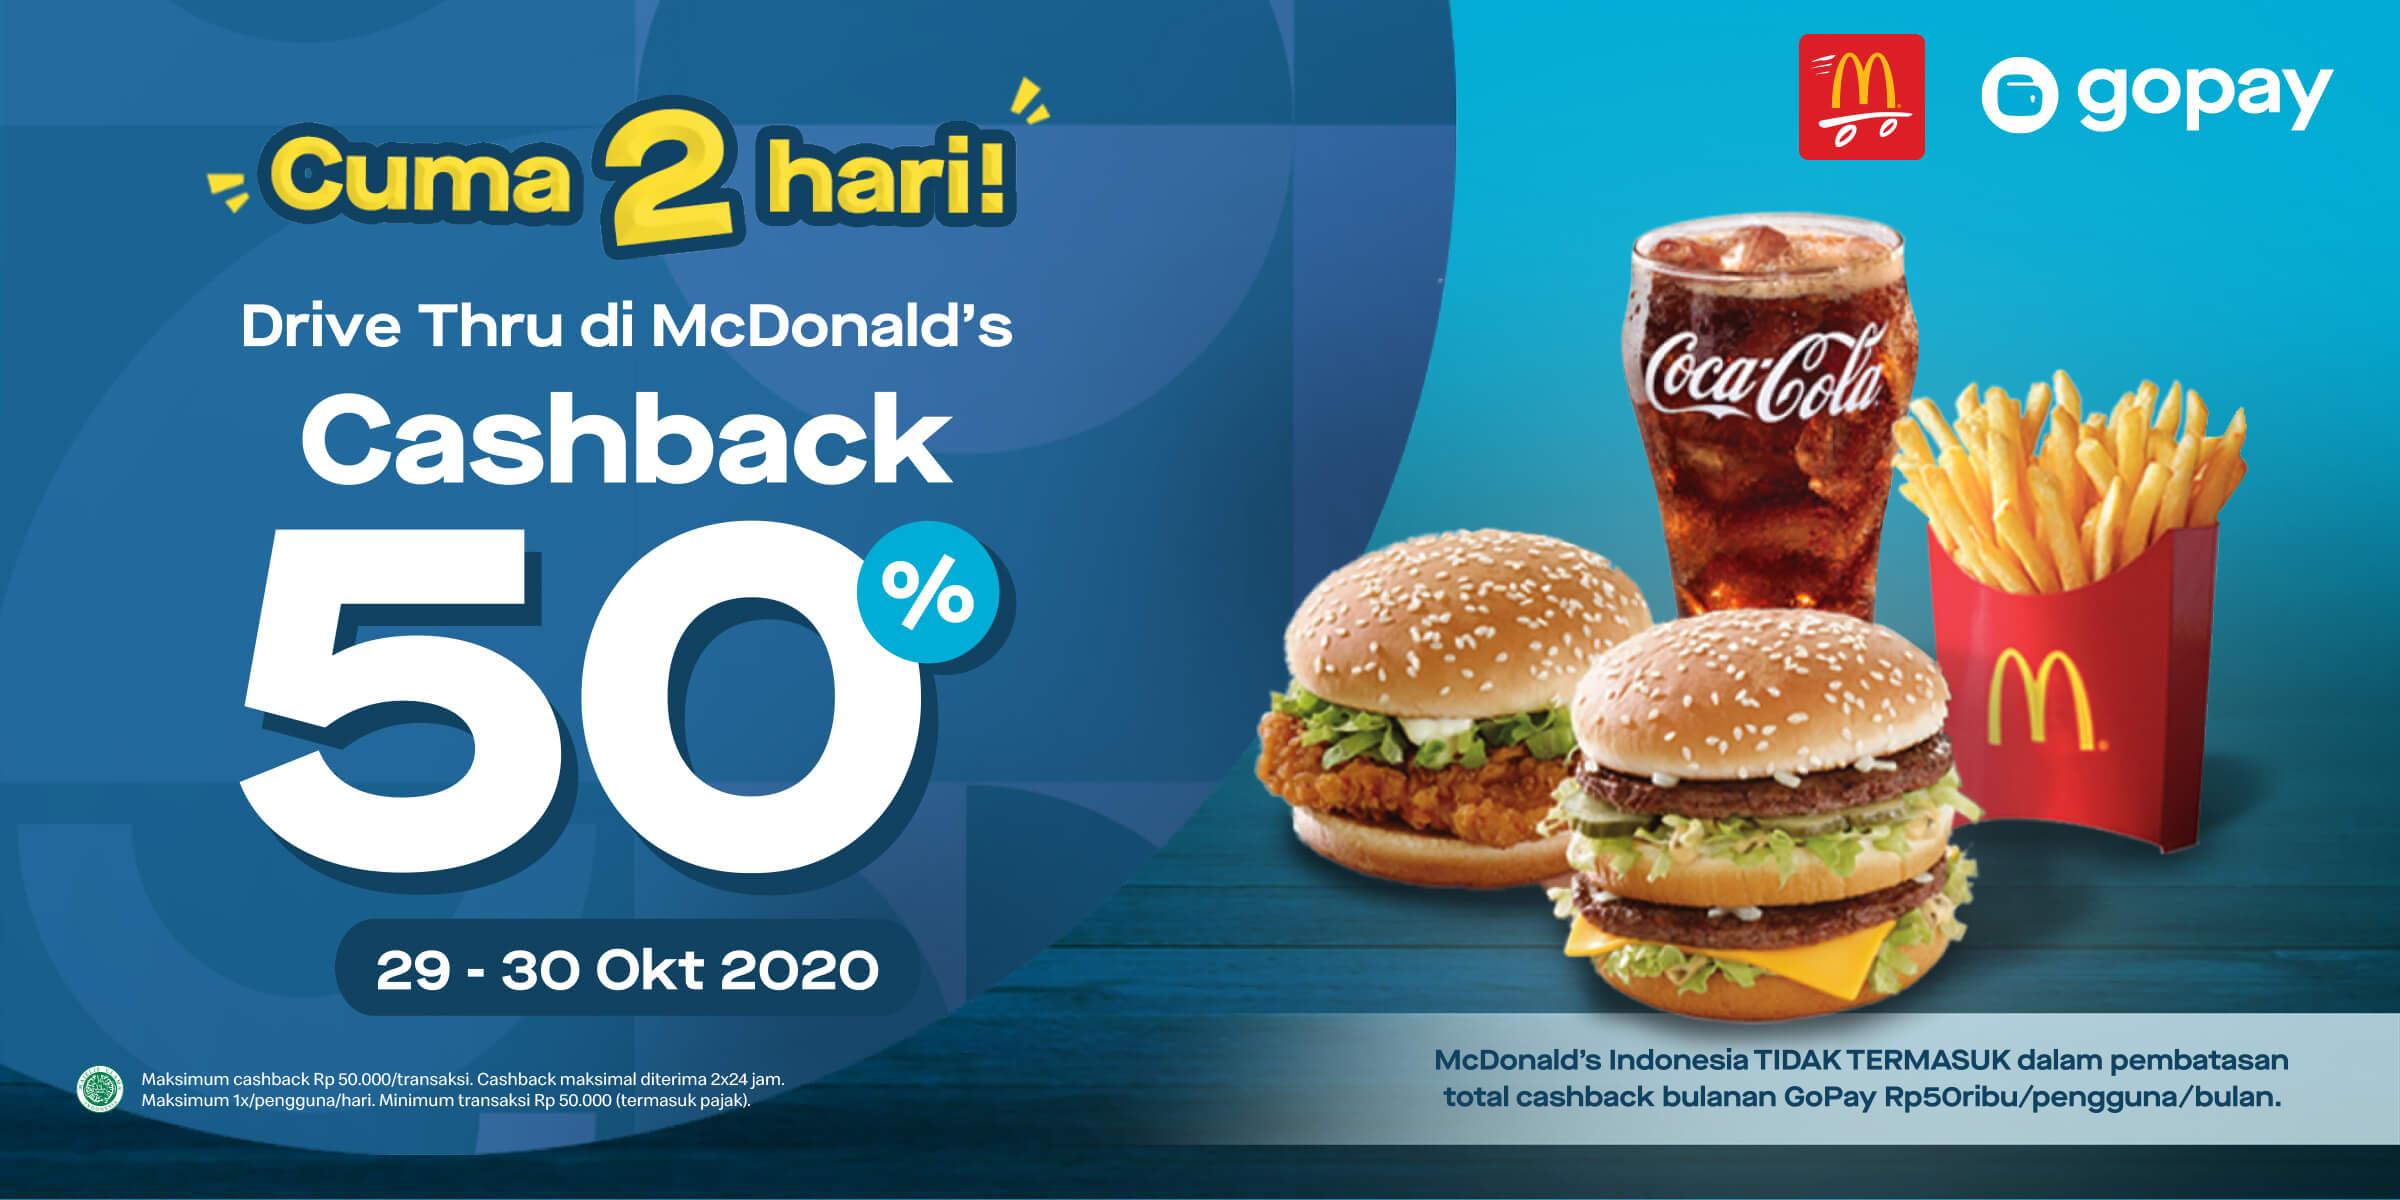 Cuma 2 hari!
Drive Thru di McDonald's
Cashback
50%
29 - 30 Okt 2020
Maksimum cashback Rp 50.000/transaksi. Cashback maksimal diterima 2x24 jam.
Maksimum 1x/pengguna/hari. Minimum transaksi Rp 50.000 (termasuk pajak).
gopay
Coca-Cola
McDonald's Indonesia TIDAK TERMASUK dalam pembatasan
total cashback bulanan GoPay Rp50ribu/pengguna/bulan.